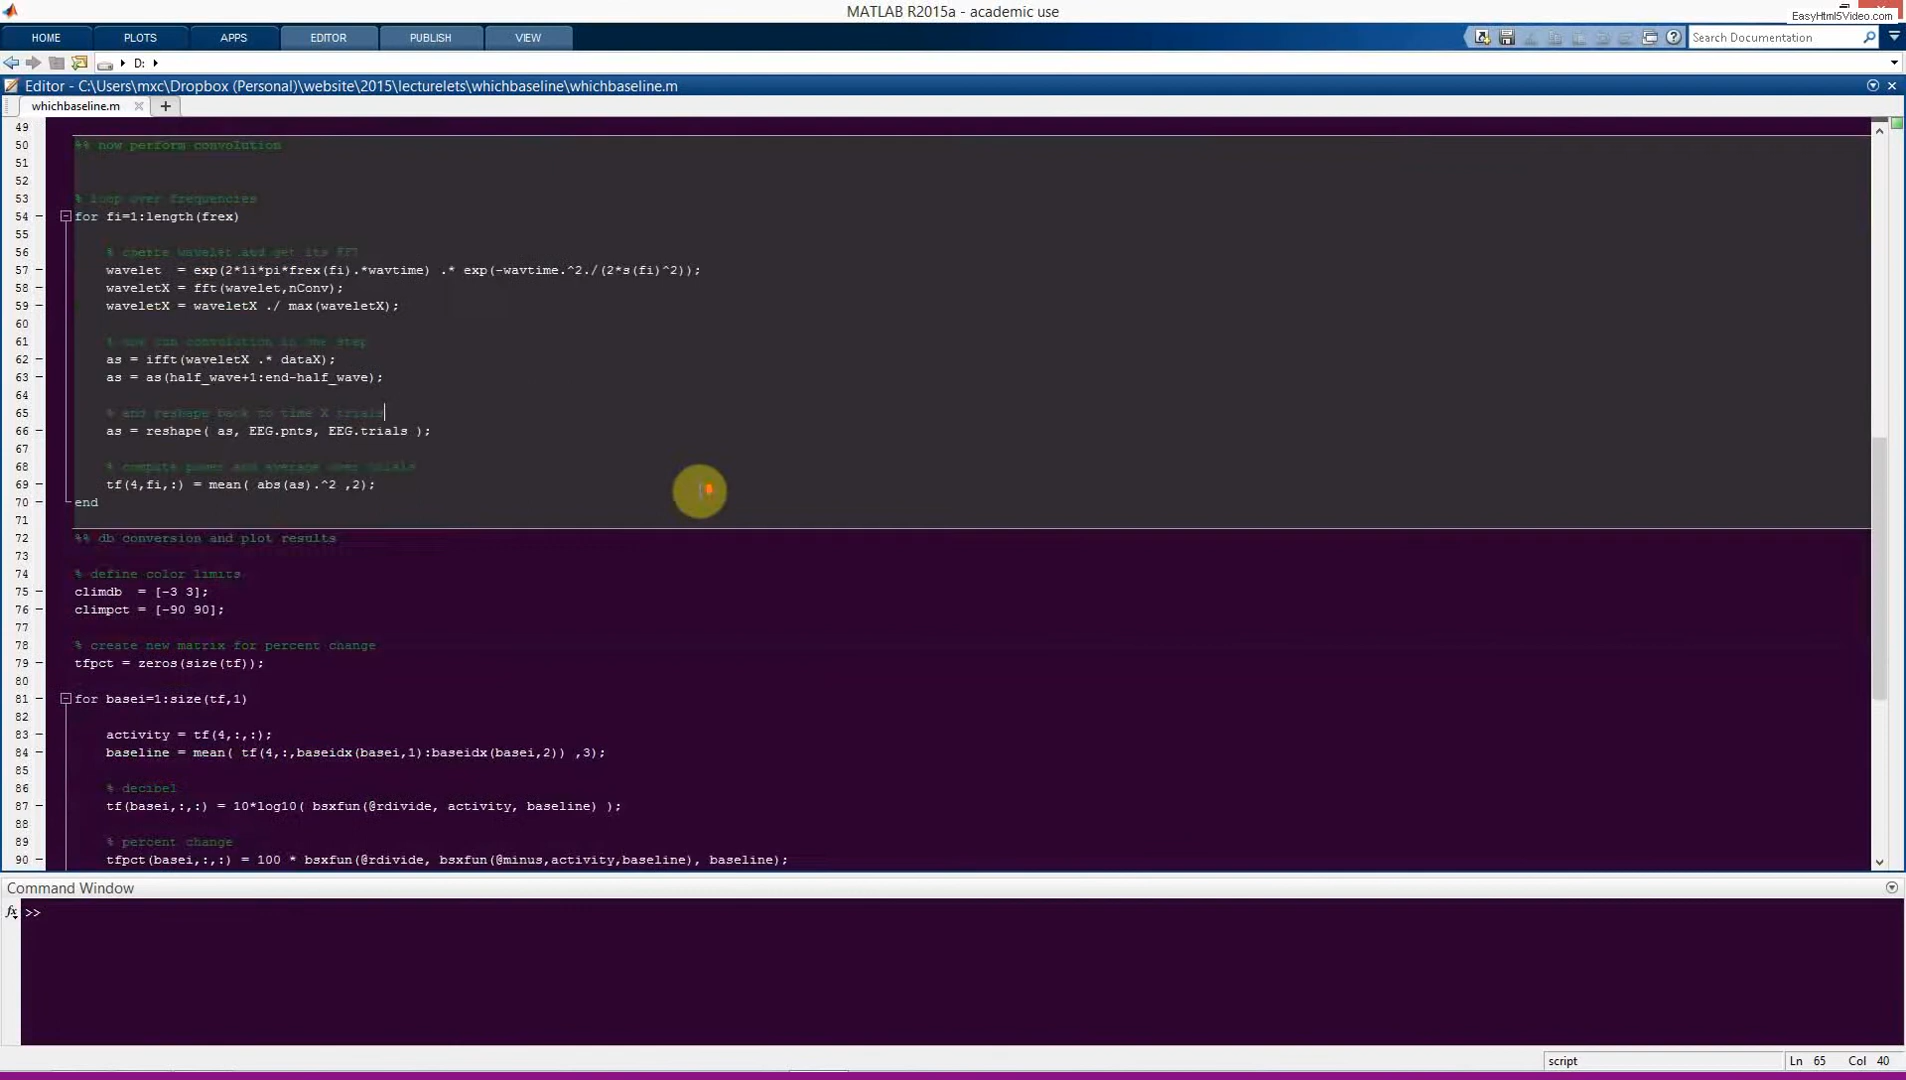 MATLAB R2015a - academic use
EasyHtml5Video.com
HOME PLOTS APPS EDITOR PUBLISH VIEW
Search Documentation
D:
Editor - C:\Users\mxc\Dropbox (Personal)\website\2015\lecturelets\whichbaseline\whichbaseline.m
whichbaseline.m
49
50 %% now perform convolution
51
52
53 % loop over frequencies
54 for fi=1:length(frex)
55
56 % create wavelet and get its FFT
57 wavelet  = exp(2*1i*pi*frex(fi).*wavtime) .* exp(-wavtime.^2./(2*s(fi)^2));
58 waveletX = fft(wavelet,nConv);
59 waveletX = waveletX ./ max(waveletX);
60
61 % now run convolution in one step
62 as = ifft(waveletX .* dataX);
63 as = as(half_wave+1:end-half_wave);
64
65 % and reshape back to time X trials
66 as = reshape( as, EEG.pnts, EEG.trials );
67
68 % compute power and average over trials
69 tf(4,fi,:) = mean( abs(as).^2 ,2);
70 end
71
72 %% db conversion and plot results
73
74 % define color limits
75 climdb  = [-3 3];
76 climpct = [-90 90];
77
78 % create new matrix for percent change
79 tfpct = zeros(size(tf));
80
81 for basei=1:size(tf,1)
82
83 activity = tf(4,:,:);
84 baseline = mean( tf(4,:,baseidx(basei,1):baseidx(basei,2)) ,3);
85
86 % decibel
87 tf(basei,:,:) = 10*log10( bsxfun(@rdivide, activity, baseline) );
88
89 % percent change
90 tfpct(basei,:,:) = 100 * bsxfun(@rdivide, bsxfun(@minus,activity,baseline), baseline);
Command Window
fx >>
script Ln 65 Col 40